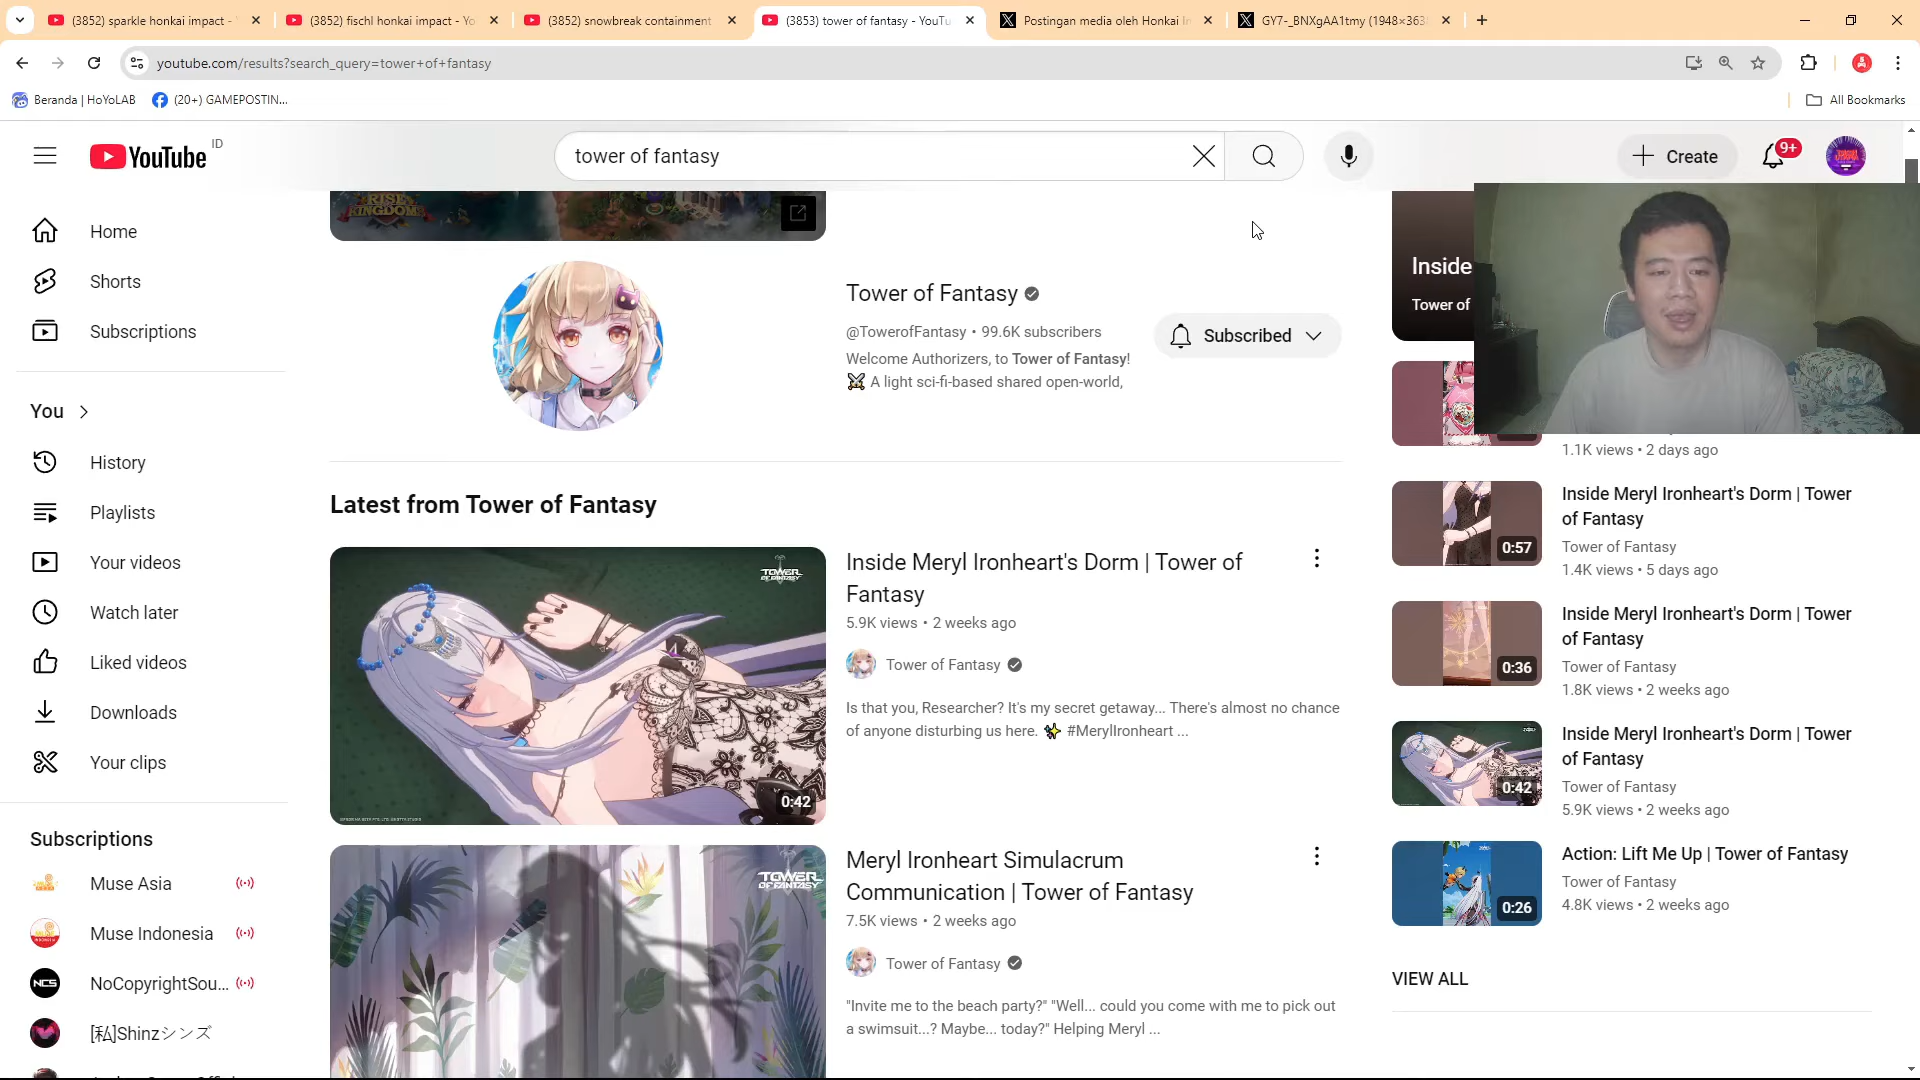 (3852) sparkle honkai impact -
(3852) fischl honkai impact - Yo
(3852) snowbreak containment
(3853) tower of fantasy - YouTu
Postingan media oleh Honkai In
GY7-_BNXgAA1tmy (1948×363
youtube.com/results?search_query=tower+of+fantasy
Beranda | HoYoLAB
(20+) GAMEPOSTIN...
All Bookmarks
YouTube
ID
tower of fantasy
Create
9+
Home
Shorts
Subscriptions
You
History
Playlists
Your videos
Watch later
Liked videos
Downloads
Your clips
Subscriptions
Muse Asia
Muse Indonesia
NoCopyrightSou...
NCS
[私]Shinzシンズ
RISE
KINGDOMS
Tower of Fantasy
@TowerofFantasy • 99.6K subscribers
Welcome Authorizers, to Tower of Fantasy!
⚔️ A light sci-fi-based shared open-world,
Subscribed
Latest from Tower of Fantasy
TOWER
OF FANTASY
0:42
Inside Meryl Ironheart's Dorm | Tower of
Fantasy
5.9K views • 2 weeks ago
Tower of Fantasy
Is that you, Researcher? It's my secret getaway... There's almost no chance
of anyone disturbing us here. ✨ #MerylIronheart ...
TOWER
OF FANTASY
Meryl Ironheart Simulacrum
Communication | Tower of Fantasy
7.5K views • 2 weeks ago
Tower of Fantasy
"Invite me to the beach party?" "Well... could you come with me to pick out
a swimsuit...? Maybe... today?" Helping Meryl ...
Inside
Tower of
1.1K views • 2 days ago
0:57
Inside Meryl Ironheart's Dorm | Tower
of Fantasy
Tower of Fantasy
1.4K views • 5 days ago
0:36
Inside Meryl Ironheart's Dorm | Tower
of Fantasy
Tower of Fantasy
1.8K views • 2 weeks ago
0:42
Inside Meryl Ironheart's Dorm | Tower
of Fantasy
Tower of Fantasy
5.9K views • 2 weeks ago
0:26
Action: Lift Me Up | Tower of Fantasy
Tower of Fantasy
4.8K views • 2 weeks ago
VIEW ALL